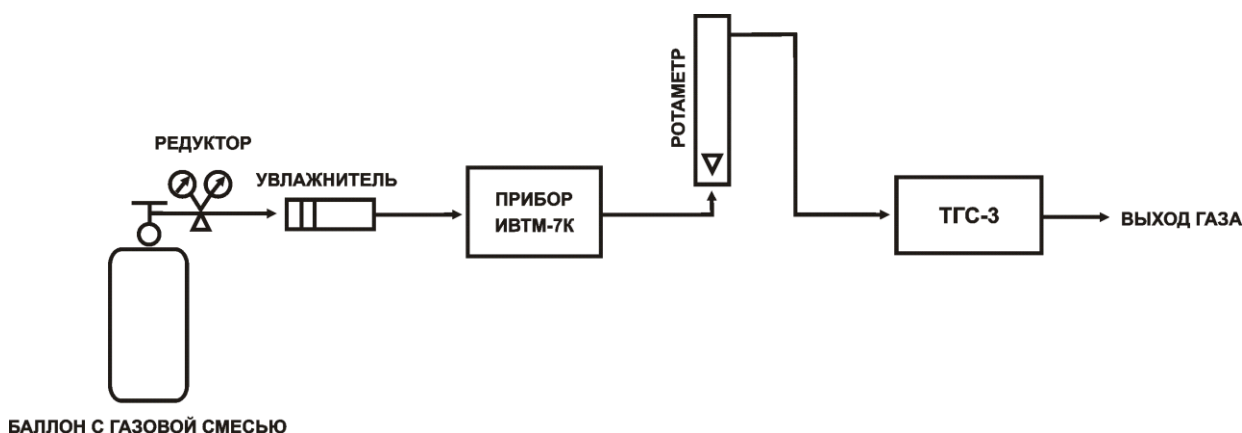 РОТАМЕТР
РЕДУКТОР
УВЛАЖНИТЕЛЬ
ПРИБОР
ИВТМ-7К
ТГС-3
ВЫХОД ГАЗА
БАЛЛОН С ГАЗОВОЙ СМЕСЬЮ